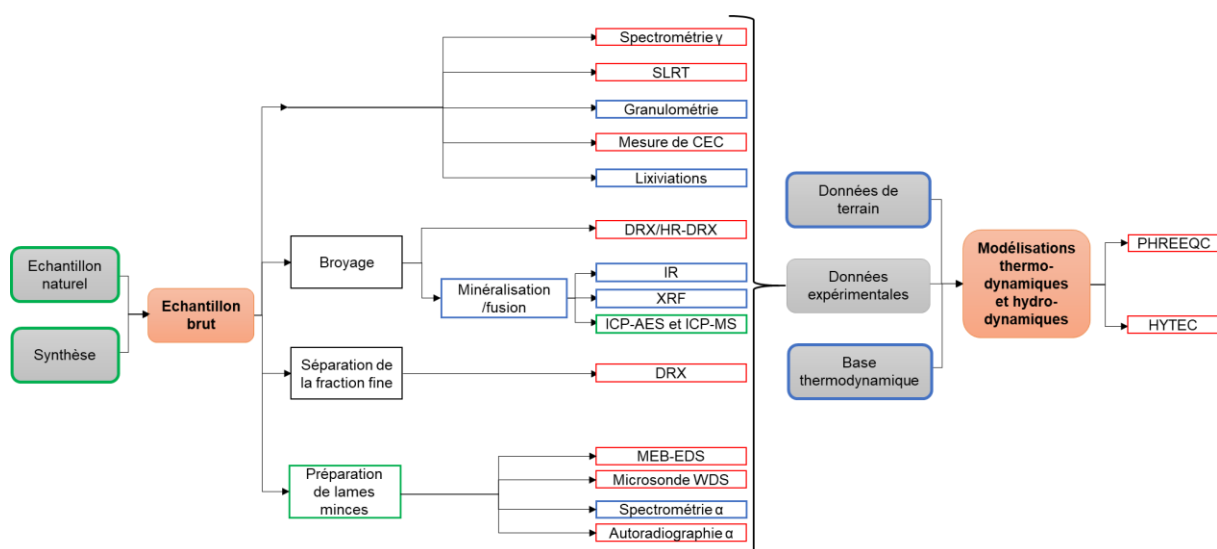 Echantillon
naturel
Synthèse
Echantillon
brut
Broyage
Minéralisation
/fusion
Séparation de
la fraction fine
Préparation
de lames
minces
Spectrométrie γ
SLRT
Granulométrie
Mesure de CEC
Lixiviations
DRX/HR-DRX
IR
XRF
ICP-AES et ICP-MS
DRX
MEB-EDS
Microsonde WDS
Spectrométrie α
Autoradiographie α
Données de
terrain
Données
expérimentales
Base
thermodynamique
Modélisations
thermo-
dynamiques
et hydro-
dynamiques
PHREEQC
HYTEC